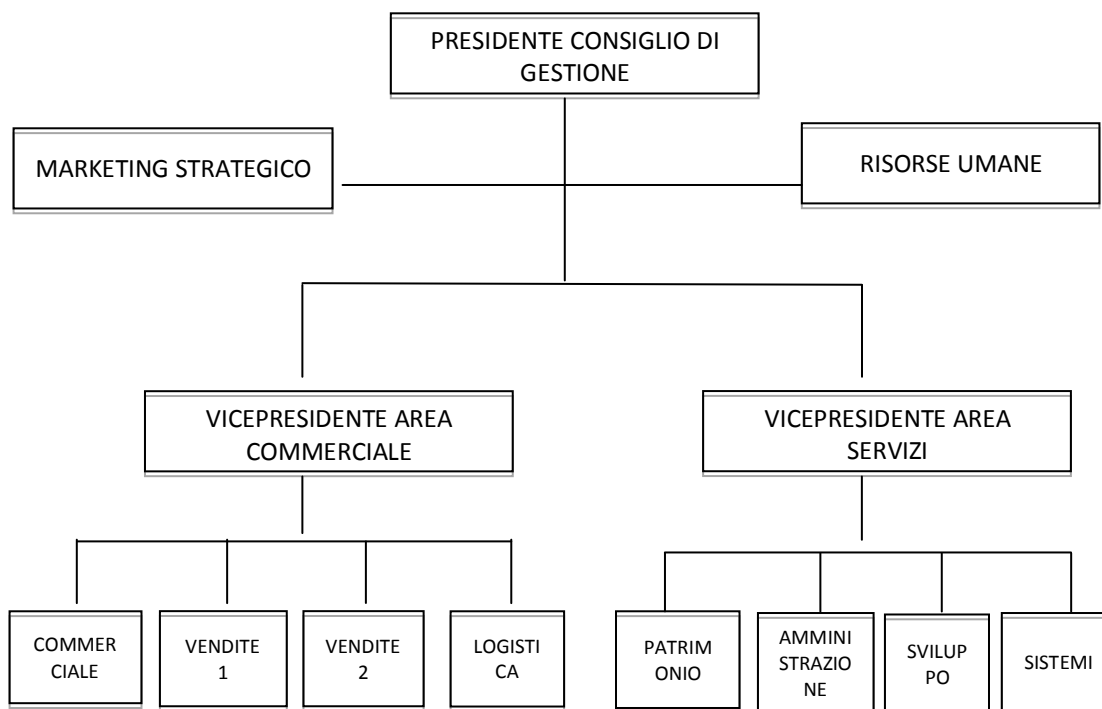 PRESIDENTE CONSIGLIO DI
GESTIONE
MARKETING STRATEGICO
RISORSE UMANE
VICEPRESIDENTE AREA
COMMERCIALE
VICEPRESIDENTE AREA
SERVIZI
COMMER
CIALE
VENDITE
1
VENDITE
2
LOGISTI
CA
PATRIM
ONIO
AMMINI
STRAZIO
NE
SVILUP
PO
SISTEMI